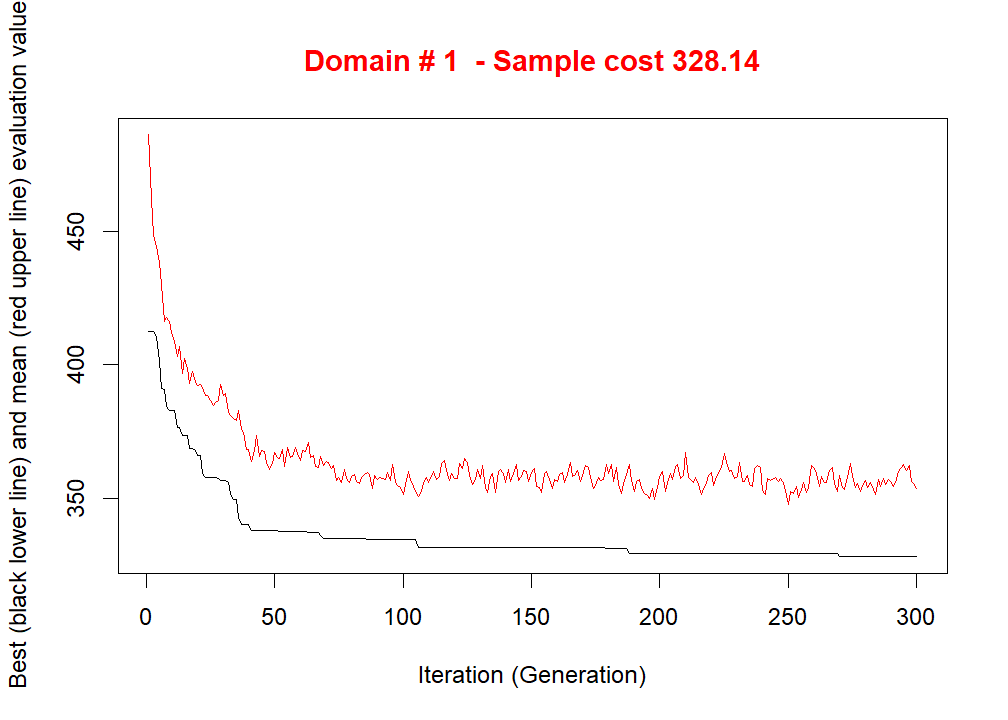 Domain # 1  - Sample cost 328.14
Best (black lower line) and mean (red upper line) evaluation value
450
400
350
0 50 100 150 200 250 300
Iteration (Generation)